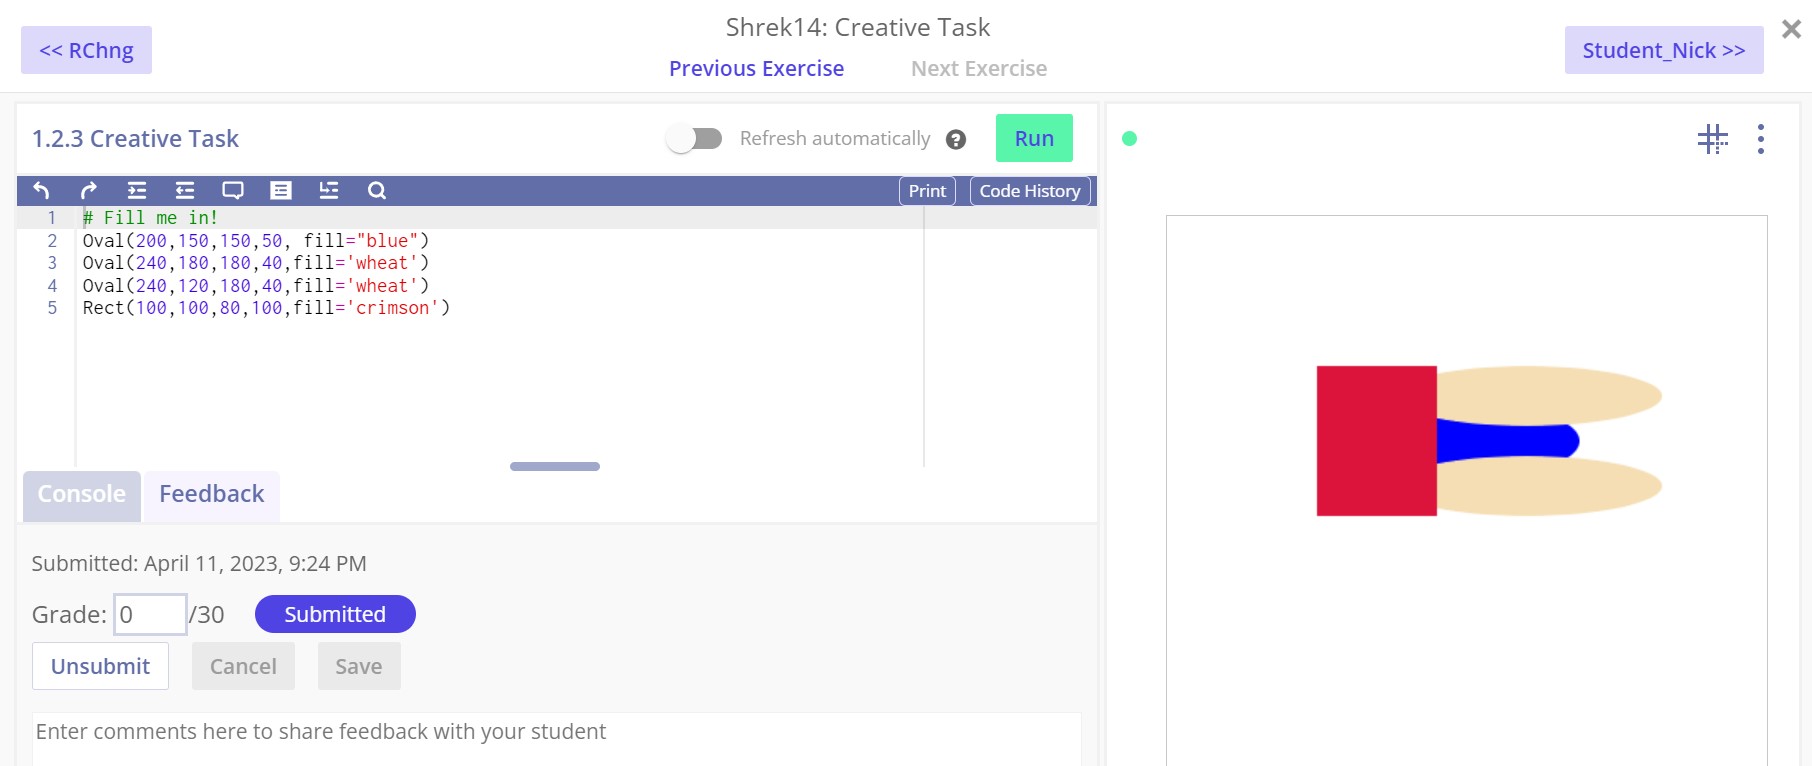 << RChng
Shrek14: Creative Task
Previous Exercise
Next Exercise
Student_Nick >>
1.2.3 Creative Task
Refresh automatically
Run
Print
Code History
1 # Fill me in!
2 Oval(200,150,150,50, fill="blue")
3 Oval(240,180,180,40,fill='wheat')
4 Oval(240,120,180,40,fill='wheat')
5 Rect(100,100,80,100,fill='crimson')
Console
Feedback
Submitted: April 11, 2023, 9:24 PM
Grade: 0 /30
Submitted
Unsubmit
Cancel
Save
Enter comments here to share feedback with your student